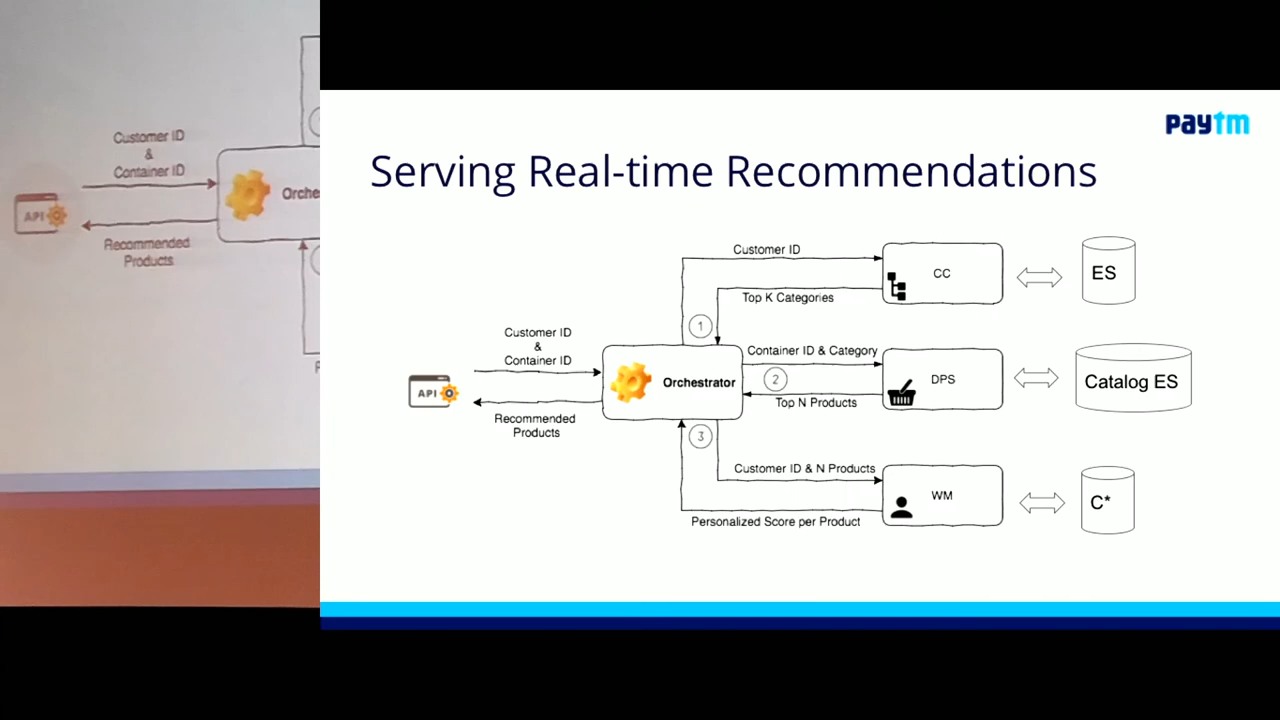 Customer ID
&
Container ID
API
Orche
Recommended
Products
paytm
Serving Real-time Recommendations
Customer ID
CC
ES
Top K Categories
1
Customer ID
&
Container ID
Container ID & Category
API
Orchestrator
2
DPS
Catalog ES
Top N Products
Recommended
Products
3
Customer ID & N Products
WM
C*
Personalized Score per Product